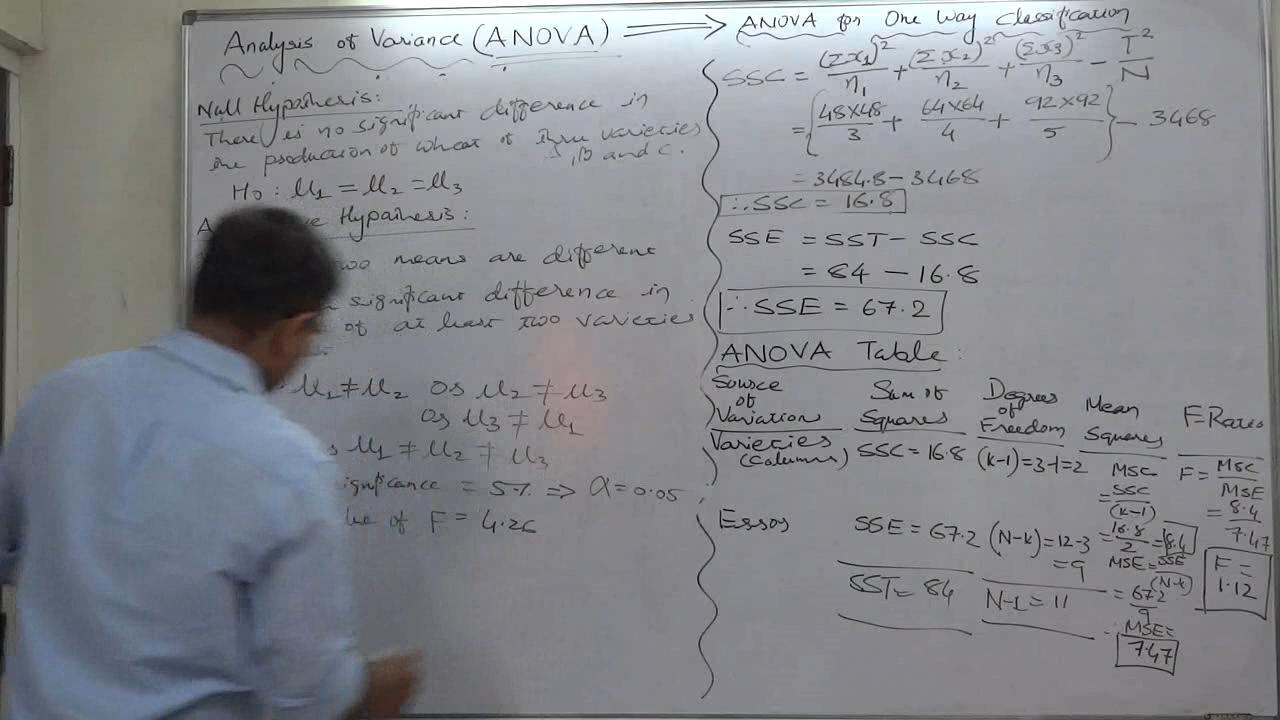 Analysis of Variance (ANOVA) ⟹ ANOVA for One Way Classification
Null Hypothesis:
There is no significant difference in
the production of wheat of three varieties
, B and C.
H0 : μ1 = μ2 = μ3
A Hypothesis:
two means are different
significant difference in
of at least two varieties
μ1 ≠ μ2 or μ2 ≠ μ3
or μ3 ≠ μ1
μ1 ≠ μ2 ≠ μ3
significance = 5% ⇒ α = 0.05
of F = 4.26
SSC = (Σx1)²/n1 + (Σx2)²/n2 + (Σx3)²/n3 − T²/N
= {48×48/3 + 64×64/4 + 92×92/5} − 3468
= 3484.8 − 3468
∴ SSC = 16.8
SSE = SST − SSC
= 84 − 16.8
∴ SSE = 67.2
ANOVA Table:
Source of Variation
Sum of Squares
Degrees of Freedom
Mean Squares
F-Ratio
Varieties (Columns)
SSC = 16.8
(k−1) = 3−1 = 2
MSC
= SSC/(k−1)
= 16.8/2 = 8.4
F = MSC/MSE
= 8.4/7.47
F = 1.12
Error
SSE = 67.2
(N−k) = 12−3
= 9
MSE = SSE/(N−k)
= 67.2/9
∴ MSE = 7.47
SST = 84
N−1 = 11